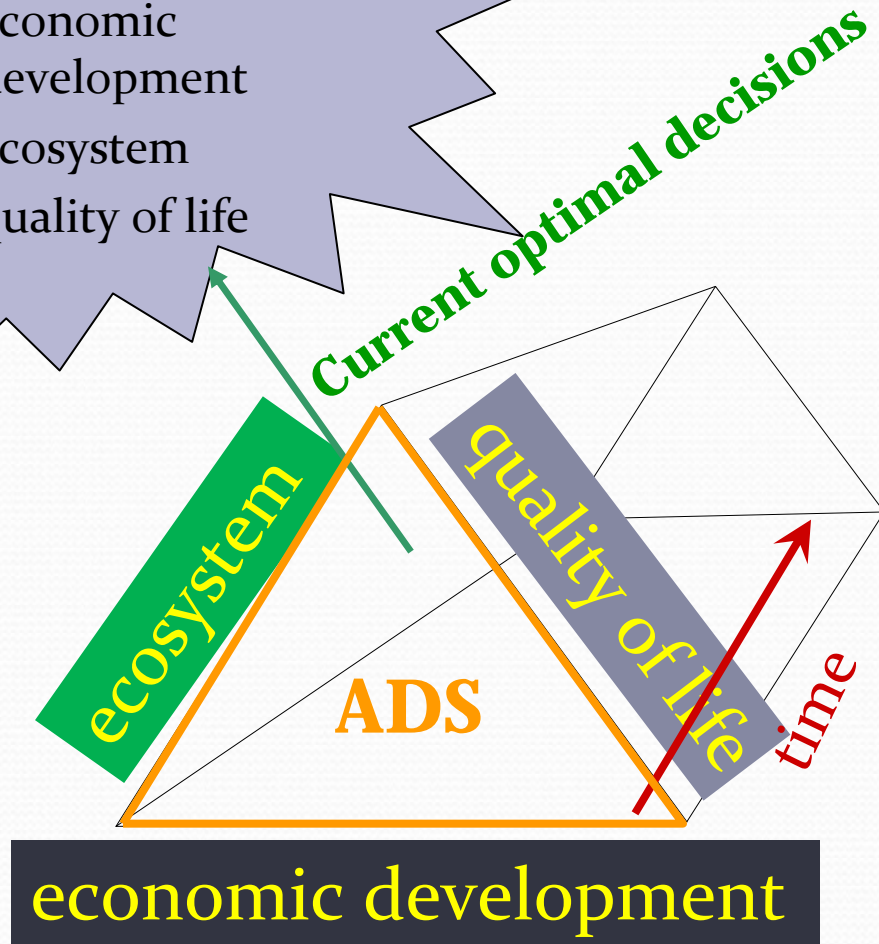 conomic
evelopment
cosystem
uality of life
Current optimal decisions
ecosystem
quality of life
ADS
time
economic development